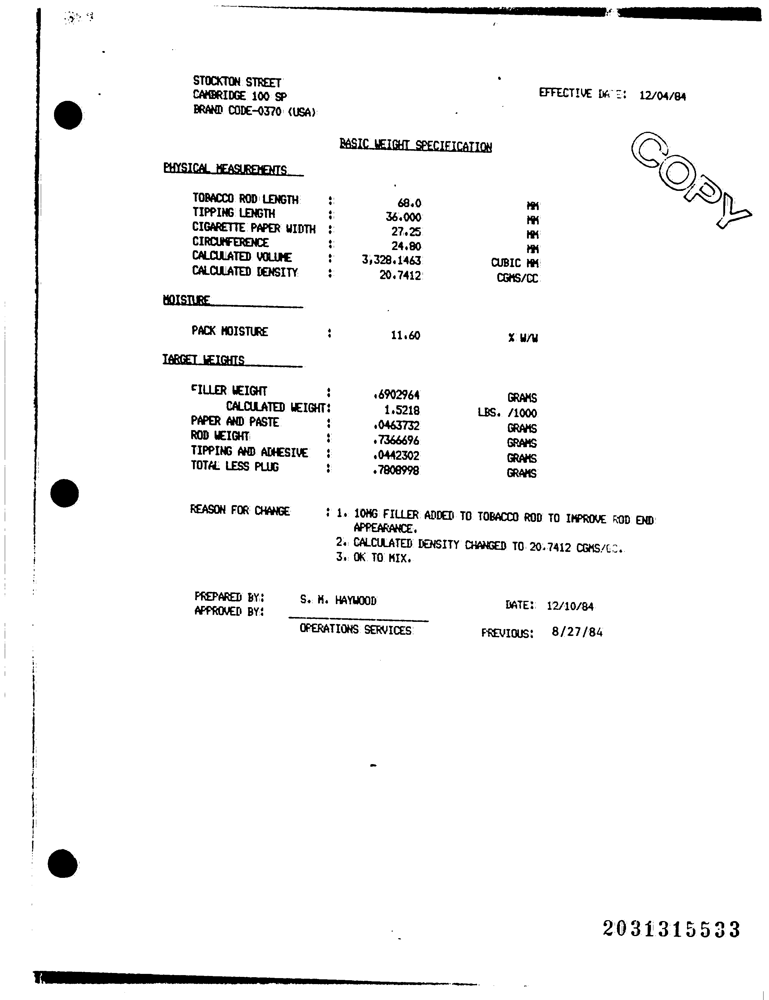 STOCKTON STREET
CAMBRIDGE 100 SP
BRAND CODE-0370 (USA)
EFFECTIVE DATE: 12/04/84
COPY
BASIC WEIGHT SPECIFICATION
PHYSICAL MEASUREMENTS
TOBACCO ROD LENGTH : 68.0 MM
TIPPING LENGTH : 36.000 MM
CIGARETTE PAPER WIDTH : 27.25 MM
CIRCUMFERENCE : 24.80 MM
CALCULATED VOLUME : 3,328.1463 CUBIC MM
CALCULATED DENSITY : 20.7412 CGMS/CC
MOISTURE
PACK MOISTURE : 11.60 % W/W
TARGET WEIGHTS
FILLER WEIGHT : .6902964 GRAMS
CALCULATED WEIGHT: 1.5218 LBS. /1000
PAPER AND PASTE : .0463732 GRAMS
ROD WEIGHT : .7366696 GRAMS
TIPPING AND ADHESIVE : .0442302 GRAMS
TOTAL LESS PLUG : .7808998 GRAMS
REASON FOR CHANGE : 1. 10MG FILLER ADDED TO TOBACCO ROD TO IMPROVE ROD END
APPEARANCE.
2. CALCULATED DENSITY CHANGED TO 20.7412 CGMS/CC.
3. OK TO MIX.
PREPARED BY: S. M. HAYWOOD DATE: 12/10/84
APPROVED BY:
OPERATIONS SERVICES PREVIOUS: 8/27/84
2031315533